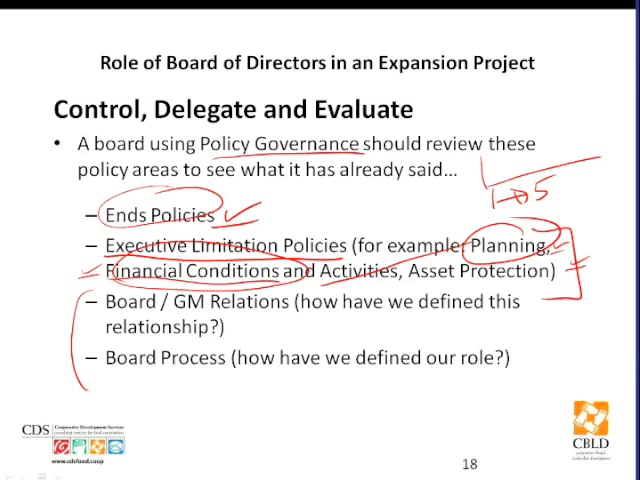 Role of Board of Directors in an Expansion Project
Control, Delegate and Evaluate
• A board using Policy Governance should review these
policy areas to see what it has already said...
1→5
– Ends Policies
– Executive Limitation Policies (for example, Planning,
Financial Conditions and Activities, Asset Protection)
– Board / GM Relations (how have we defined this
relationship?)
– Board Process (how have we defined our role?)
CDS
Cooperative Development Services
www.cdsfood.coop
CBLD
18